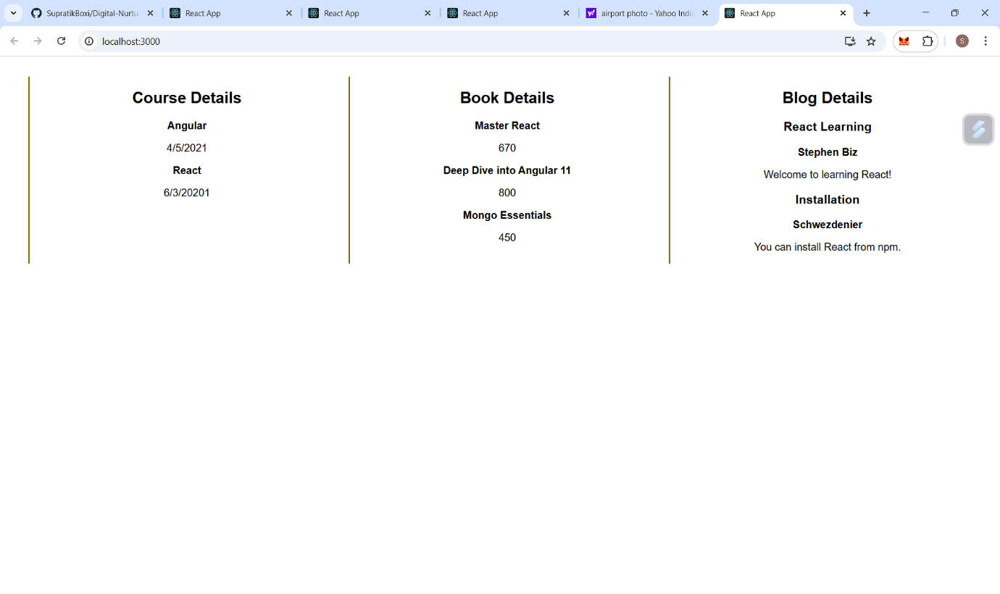 SupratikBoxi/Digital-Nurtu
React App
React App
React App
airport photo - Yahoo India
React App
localhost:3000
S
Course Details
Angular
4/5/2021
React
6/3/20201
Book Details
Master React
670
Deep Dive into Angular 11
800
Mongo Essentials
450
Blog Details
React Learning
Stephen Biz
Welcome to learning React!
Installation
Schwezdenier
You can install React from npm.